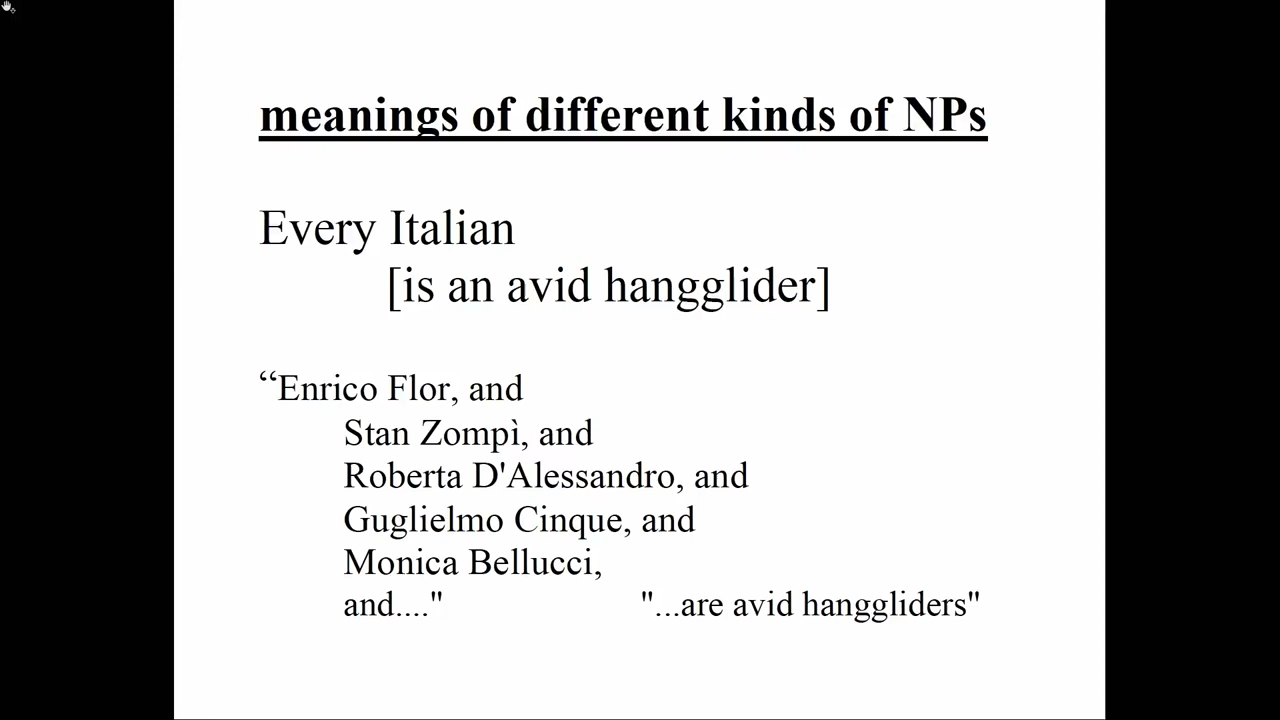 meanings of different kinds of NPs
Every Italian
[is an avid hangglider]
“Enrico Flor, and
Stan Zompì, and
Roberta D'Alessandro, and
Guglielmo Cinque, and
Monica Bellucci,
and...." "...are avid hanggliders"